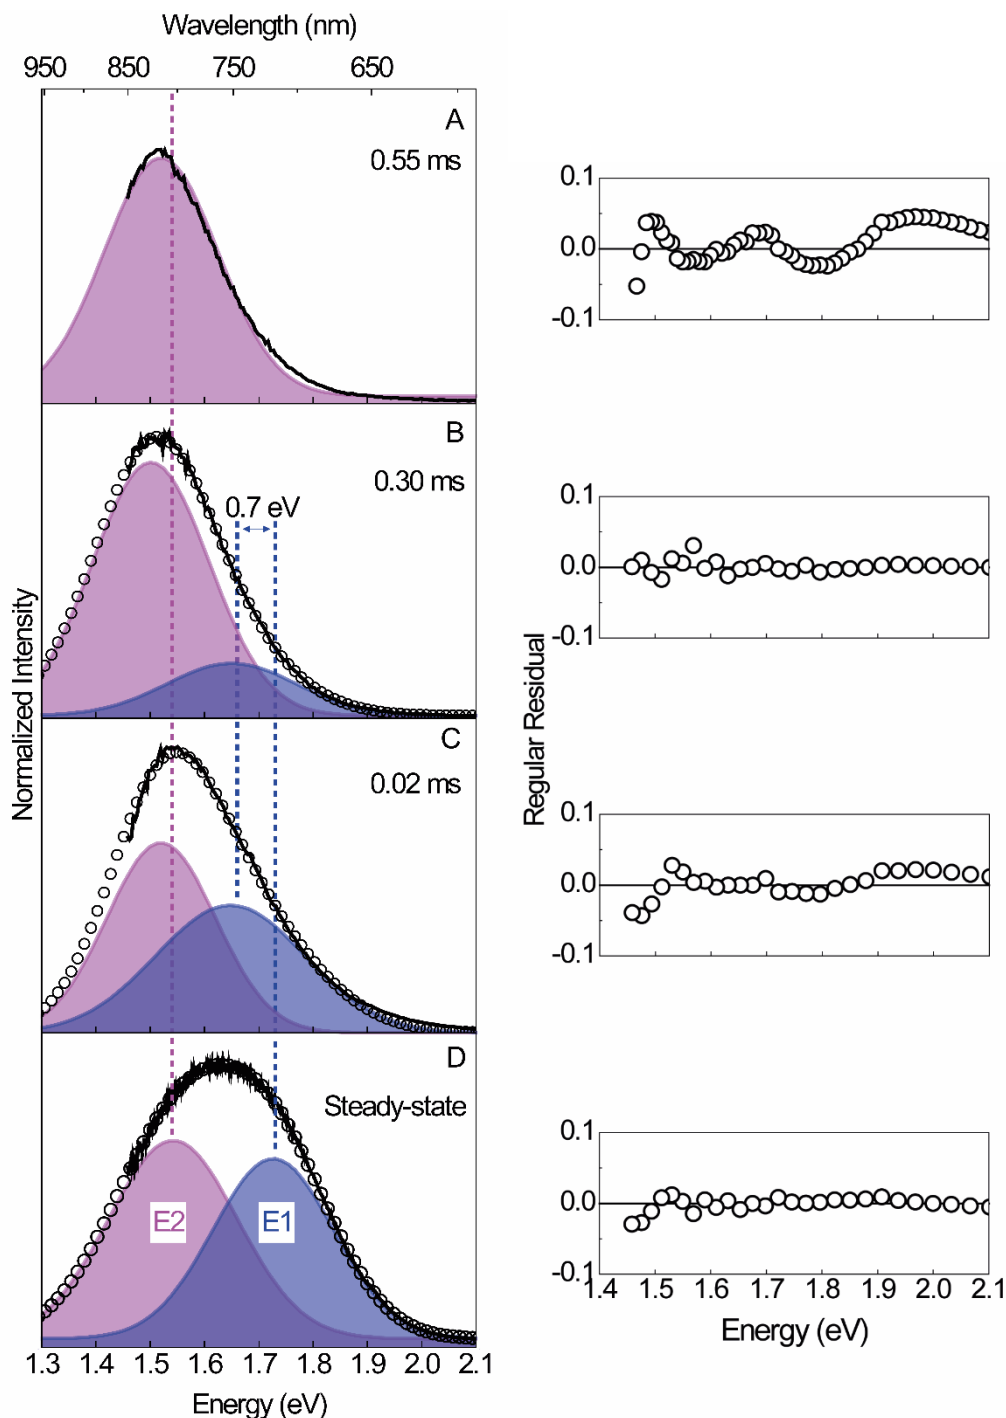 Wavelength (nm)
950 850 750 650
A
0.55 ms
B
0.30 ms
0.7 eV
C
0.02 ms
D
Steady-state
E2 E1
Normalized Intensity
1.3 1.4 1.5 1.6 1.7 1.8 1.9 2.0 2.1
Energy (eV)
0.1
0.0
-0.1
0.1
0.0
-0.1
Regular Residual
0.1
0.0
-0.1
0.1
0.0
-0.1
1.4 1.5 1.6 1.7 1.8 1.9 2.0 2.1
Energy (eV)